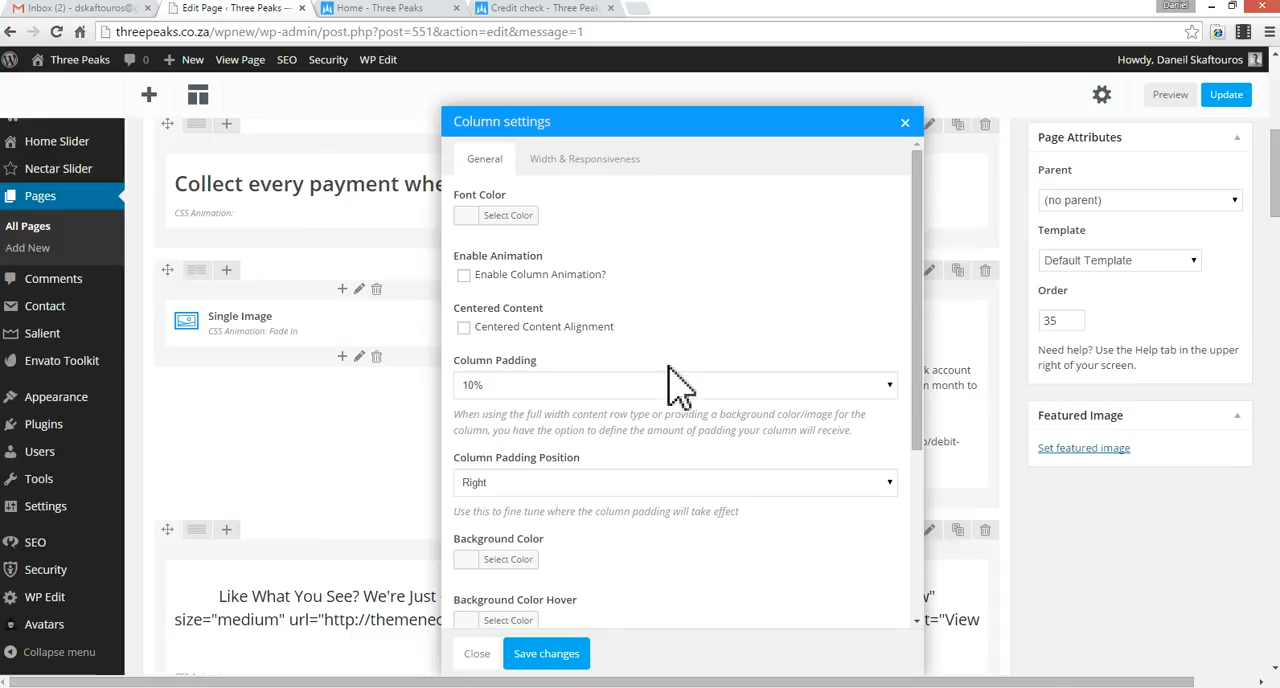 Inbox (2) - dskaftouros@
Edit Page ‹ Three Peaks —
Home - Three Peaks
Credit check - Three Peaks
Daniel
threepeaks.co.za/wpnew/wp-admin/post.php?post=551&action=edit&message=1
Three Peaks
0
New
View Page
SEO
Security
WP Edit
Howdy, Daneil Skaftouros
Preview
Update
Home Slider
Nectar Slider
Pages
All Pages
Add New
Comments
Contact
Salient
Envato Toolkit
Appearance
Plugins
Users
Tools
Settings
SEO
Security
WP Edit
Avatars
Collapse menu
Collect every payment whe
CSS Animation:
Single Image
CSS Animation: Fade In
k account
m month to
o/debit-
Like What You See? We're Just
w"
size="medium" url="http://themene
t="View
Column settings
General
Width & Responsiveness
Font Color
Select Color
Enable Animation
Enable Column Animation?
Centered Content
Centered Content Alignment
Column Padding
10%
When using the full width content row type or providing a background color/image for the
column, you have the option to define the amount of padding your column will receive.
Column Padding Position
Right
Use this to fine tune where the column padding will take effect
Background Color
Select Color
Background Color Hover
Select Color
Close
Save changes
Page Attributes
Parent
(no parent)
Template
Default Template
Order
35
Need help? Use the Help tab in the upper
right of your screen.
Featured Image
Set featured image